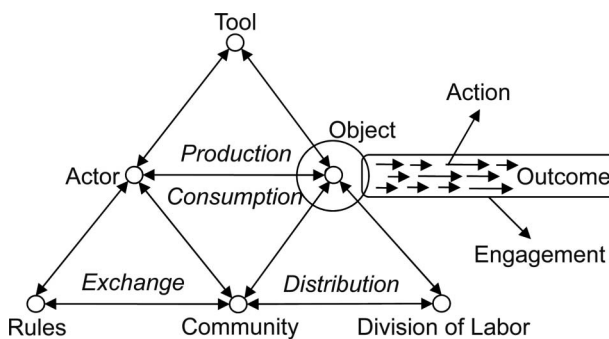 Tool
Action
Object
Production
Actor
Outcome
Consumption
Engagement
Exchange
Distribution
Rules
Community
Division of Labor